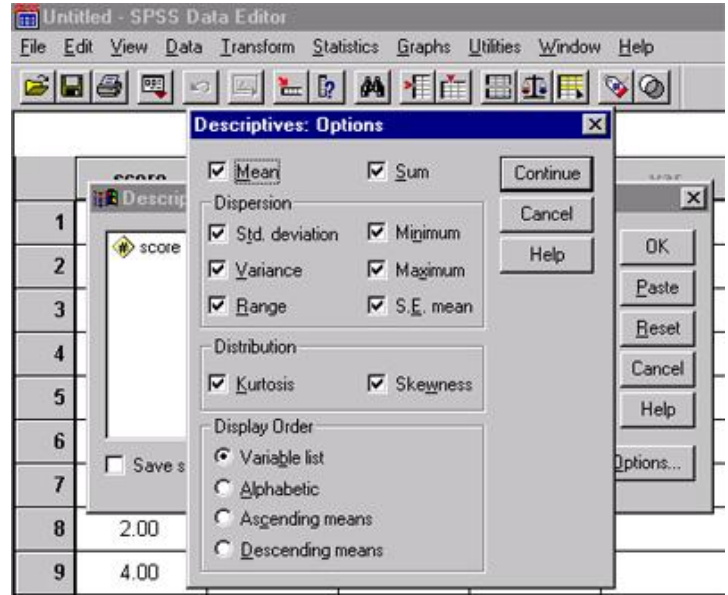 Untitled - SPSS Data Editor
File Edit View Data Transform Statistics Graphs Utilities Window Help
Descriptives: Options
Mean Sum Continue
Dispersion Cancel
Std. deviation Minimum Help
Variance Maximum
Range S.E. mean
Distribution
Kurtosis Skewness
Display Order
Variable list
Alphabetic
Ascending means
Descending means
score var
Descrip
score
OK
Paste
Reset
Cancel
Help
Save s
Options...
1
2
3
4
5
6
7
8 2.00
9 4.00